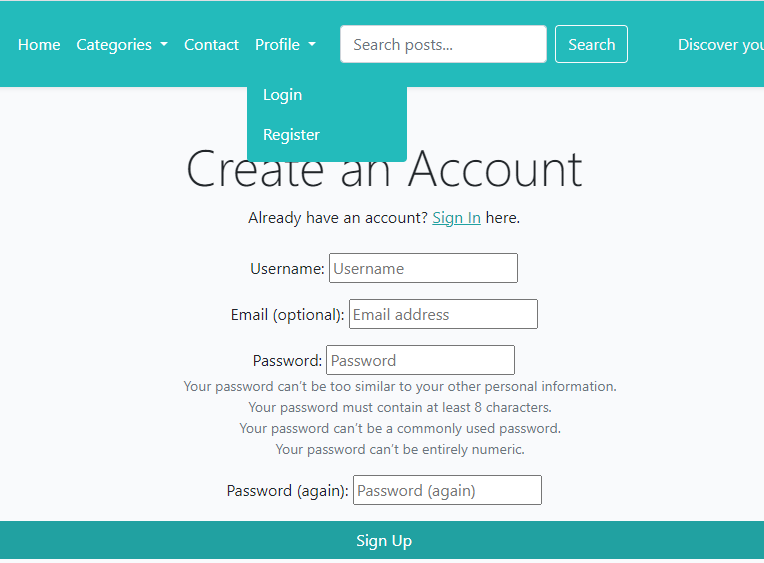 Home Categories Contact Profile Search posts... Search Discover you
Login
Register
Create an Account
Already have an account? Sign In here.
Username: Username
Email (optional): Email address
Password: Password
Your password can't be too similar to your other personal information.
Your password must contain at least 8 characters.
Your password can't be a commonly used password.
Your password can't be entirely numeric.
Password (again): Password (again)
Sign Up